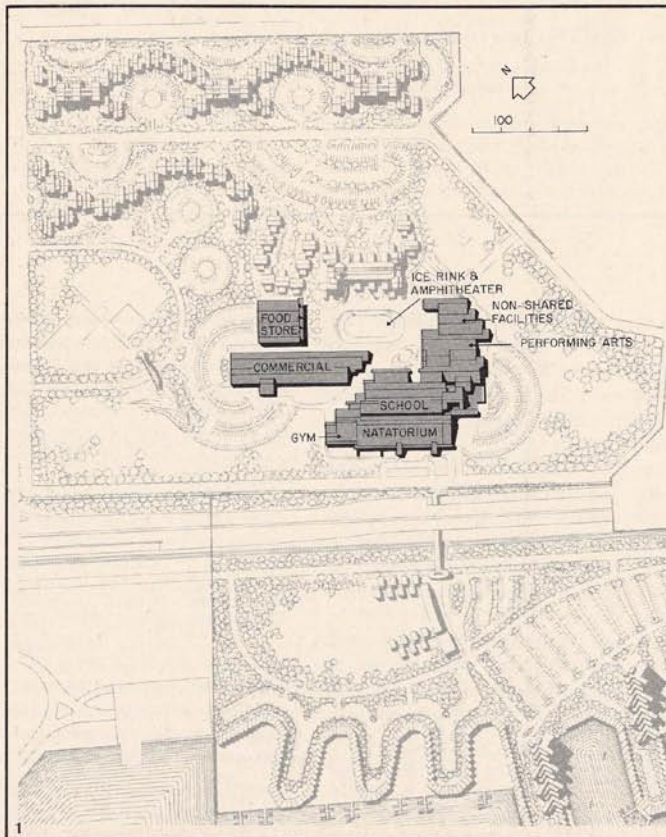 N
100
ICE RINK &
AMPHITHEATER
NON-SHARED
FACILITIES
FOOD
STORE
PERFORMING ARTS
COMMERCIAL
SCHOOL
GYM
NATATORIUM
1